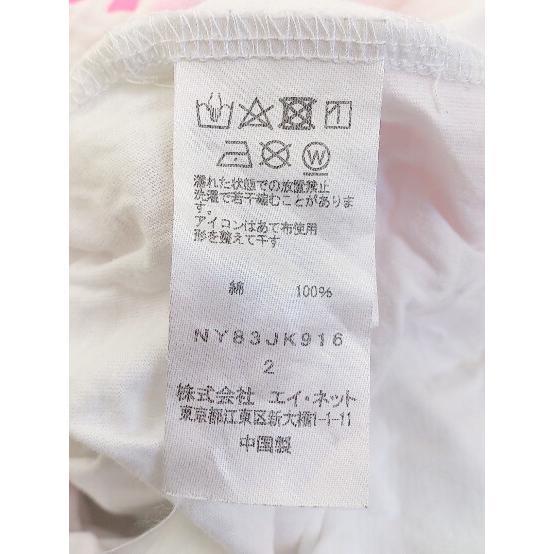 W
濡れた状態での放置禁止
洗濯で若干縮むことがありま
す。
アイロンはあて布使用
形を整えて干す
綿 100%
NY83JK916
2
株式会社 エイ・ネット
東京都江東区新大橋1-1-11
中国製